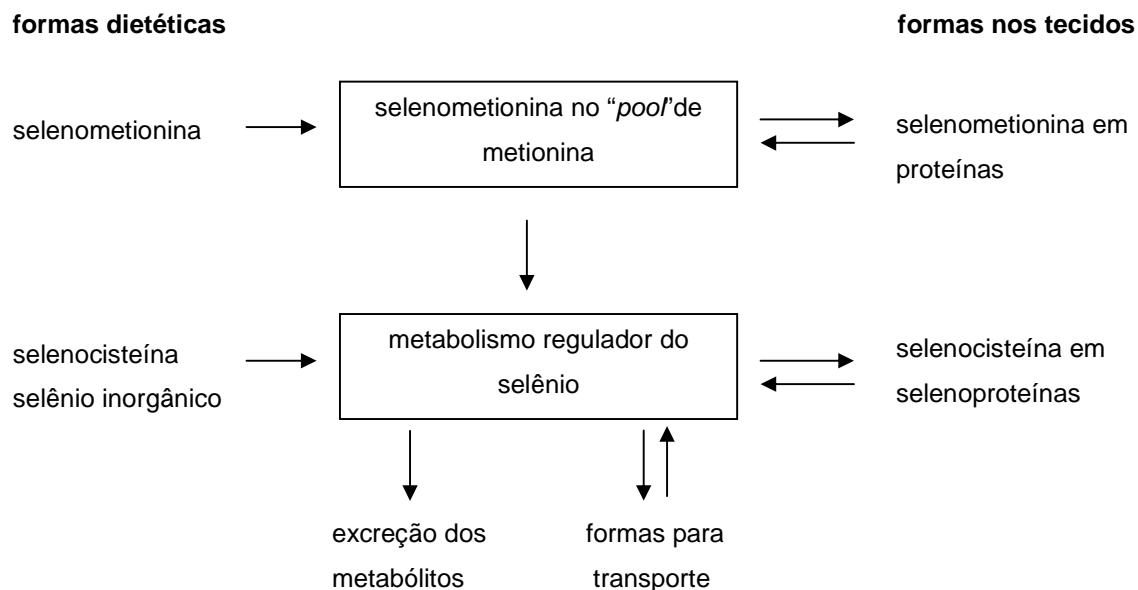 formas dietéticas
formas nos tecidos
selenometionina
selenometionina no “pool”de
metionina
selenometionina em
proteínas
selenocisteína
selênio inorgânico
metabolismo regulador do
selênio
selenocisteína em
selenoproteínas
excreção dos
metabólitos
formas para
transporte